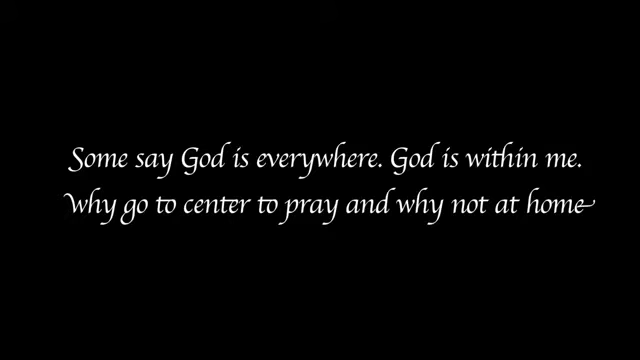 Some say God is everywhere. God is within me.
Why go to center to pray and why not at home